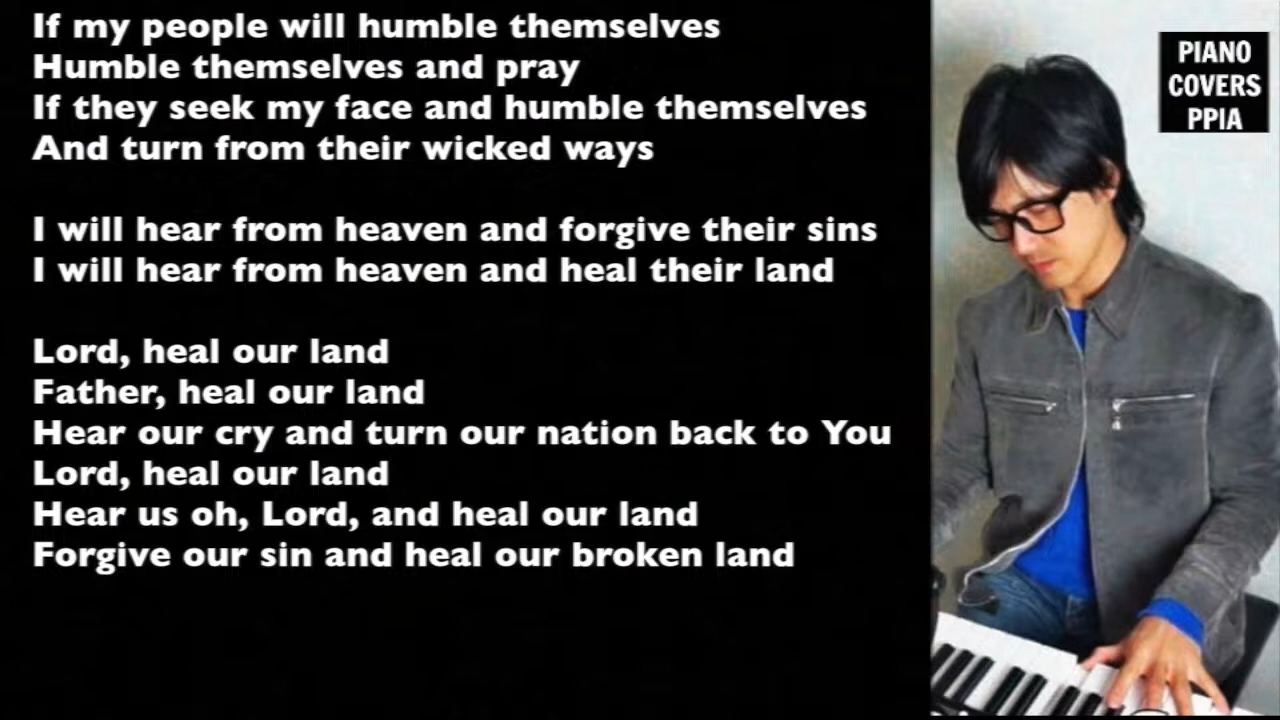 If my people will humble themselves
Humble themselves and pray
If they seek my face and humble themselves
And turn from their wicked ways
I will hear from heaven and forgive their sins
I will hear from heaven and heal their land
Lord, heal our land
Father, heal our land
Hear our cry and turn our nation back to You
Lord, heal our land
Hear us oh, Lord, and heal our land
Forgive our sin and heal our broken land
PIANO
COVERS
PPIA